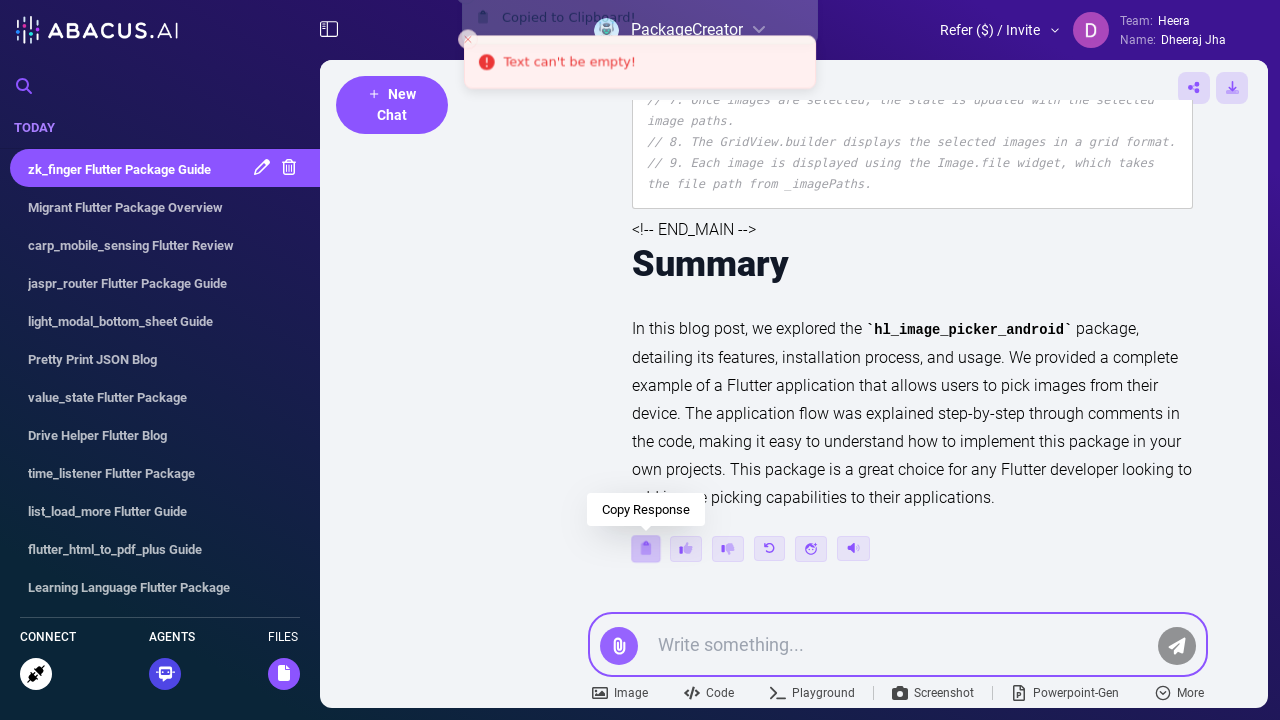 ABACUS.AI
Copied to Clipboard!
PackageCreator
Text can't be empty!
Refer ($) / Invite
D
Team: Heera
Name: Dheeraj Jha
TODAY
zk_finger Flutter Package Guide
Migrant Flutter Package Overview
carp_mobile_sensing Flutter Review
jaspr_router Flutter Package Guide
light_modal_bottom_sheet Guide
Pretty Print JSON Blog
value_state Flutter Package
Drive Helper Flutter Blog
time_listener Flutter Package
list_load_more Flutter Guide
flutter_html_to_pdf_plus Guide
Learning Language Flutter Package
CONNECT
AGENTS
FILES
+ New
Chat
// 7. Once images are selected, the state is updated with the selected
image paths.
// 8. The GridView.builder displays the selected images in a grid format.
// 9. Each image is displayed using the Image.file widget, which takes
the file path from _imagePaths.
<!-- END_MAIN -->
Summary
In this blog post, we explored the `hl_image_picker_android` package,
detailing its features, installation process, and usage. We provided a complete
example of a Flutter application that allows users to pick images from their
device. The application flow was explained step-by-step through comments in
the code, making it easy to understand how to implement this package in your
own projects. This package is a great choice for any Flutter developer looking to
picking capabilities to their applications.
Copy Response
Write something...
Image
Code
Playground
Screenshot
Powerpoint-Gen
More